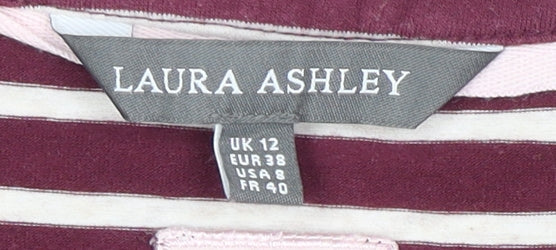 LAURA ASHLEY
UK 12
EUR 38
USA 8
FR 40